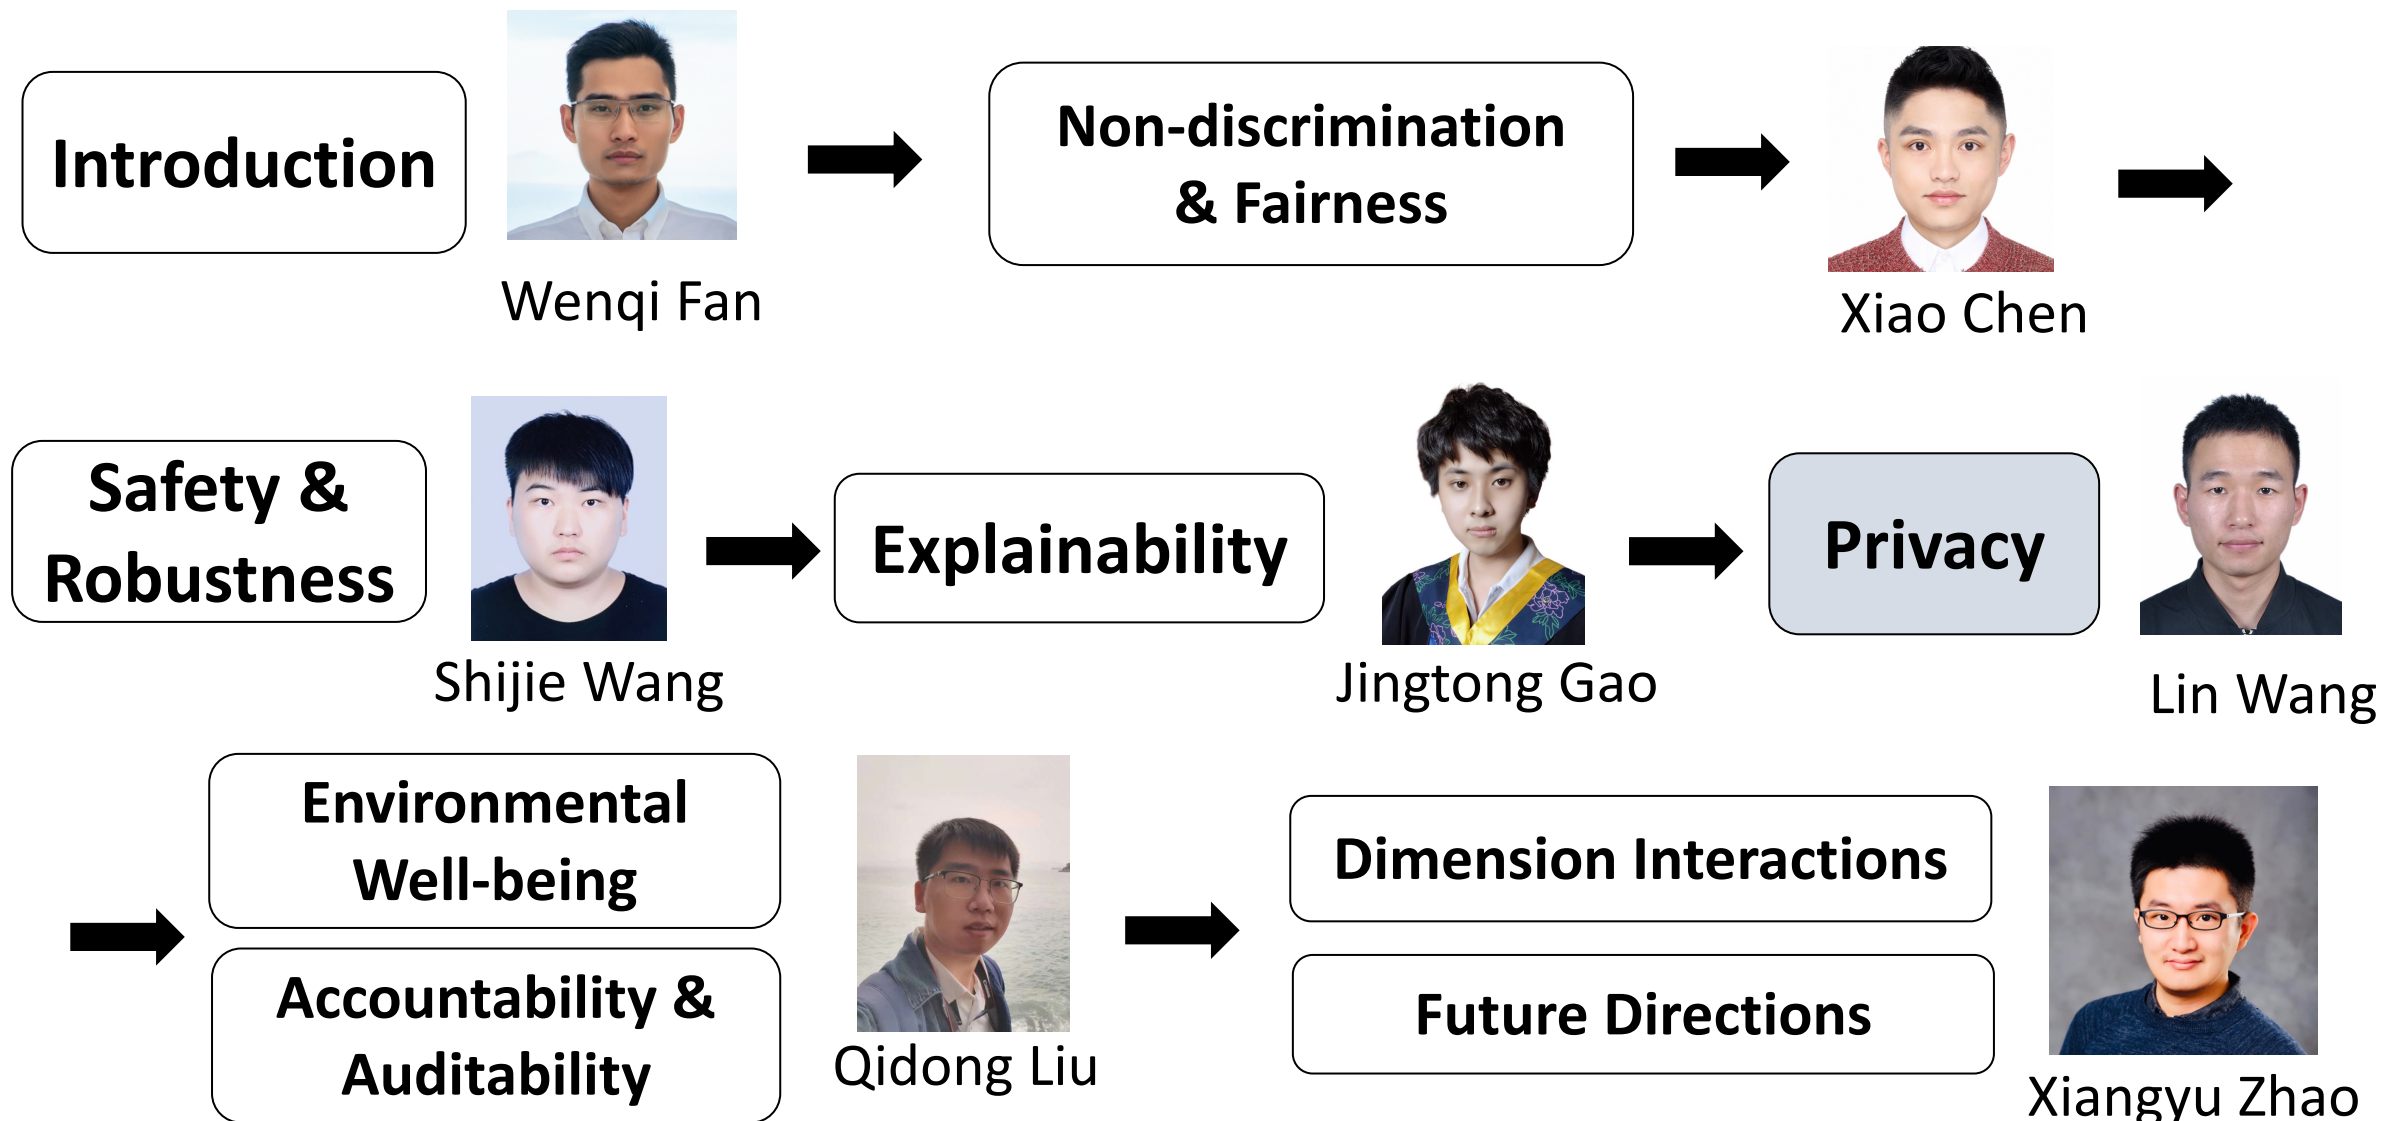 Introduction
Wenqi Fan
Non-discrimination
& Fairness
Xiao Chen
Safety &
Robustness
Shijie Wang
Explainability
Jingtong Gao
Privacy
Lin Wang
Environmental
Well-being
Accountability &
Auditability
Qidong Liu
Dimension Interactions
Future Directions
Xiangyu Zhao